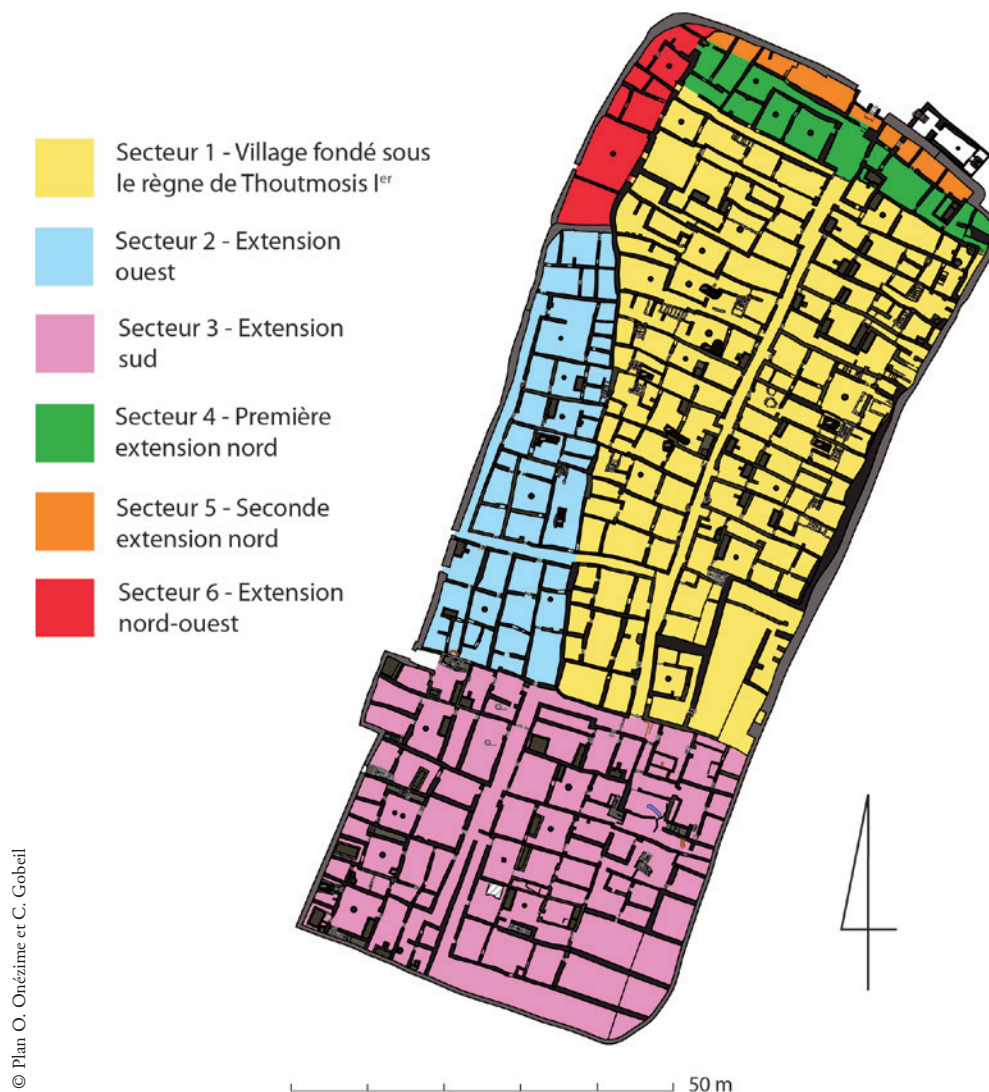 Secteur 1 - Village fondé sous
le règne de Thoutmosis Iᵉʳ
Secteur 2 - Extension
ouest
Secteur 3 - Extension
sud
Secteur 4 - Première
extension nord
Secteur 5 - Seconde
extension nord
Secteur 6 - Extension
nord-ouest
© Plan O. Onézime et C. Gobeil
50 m